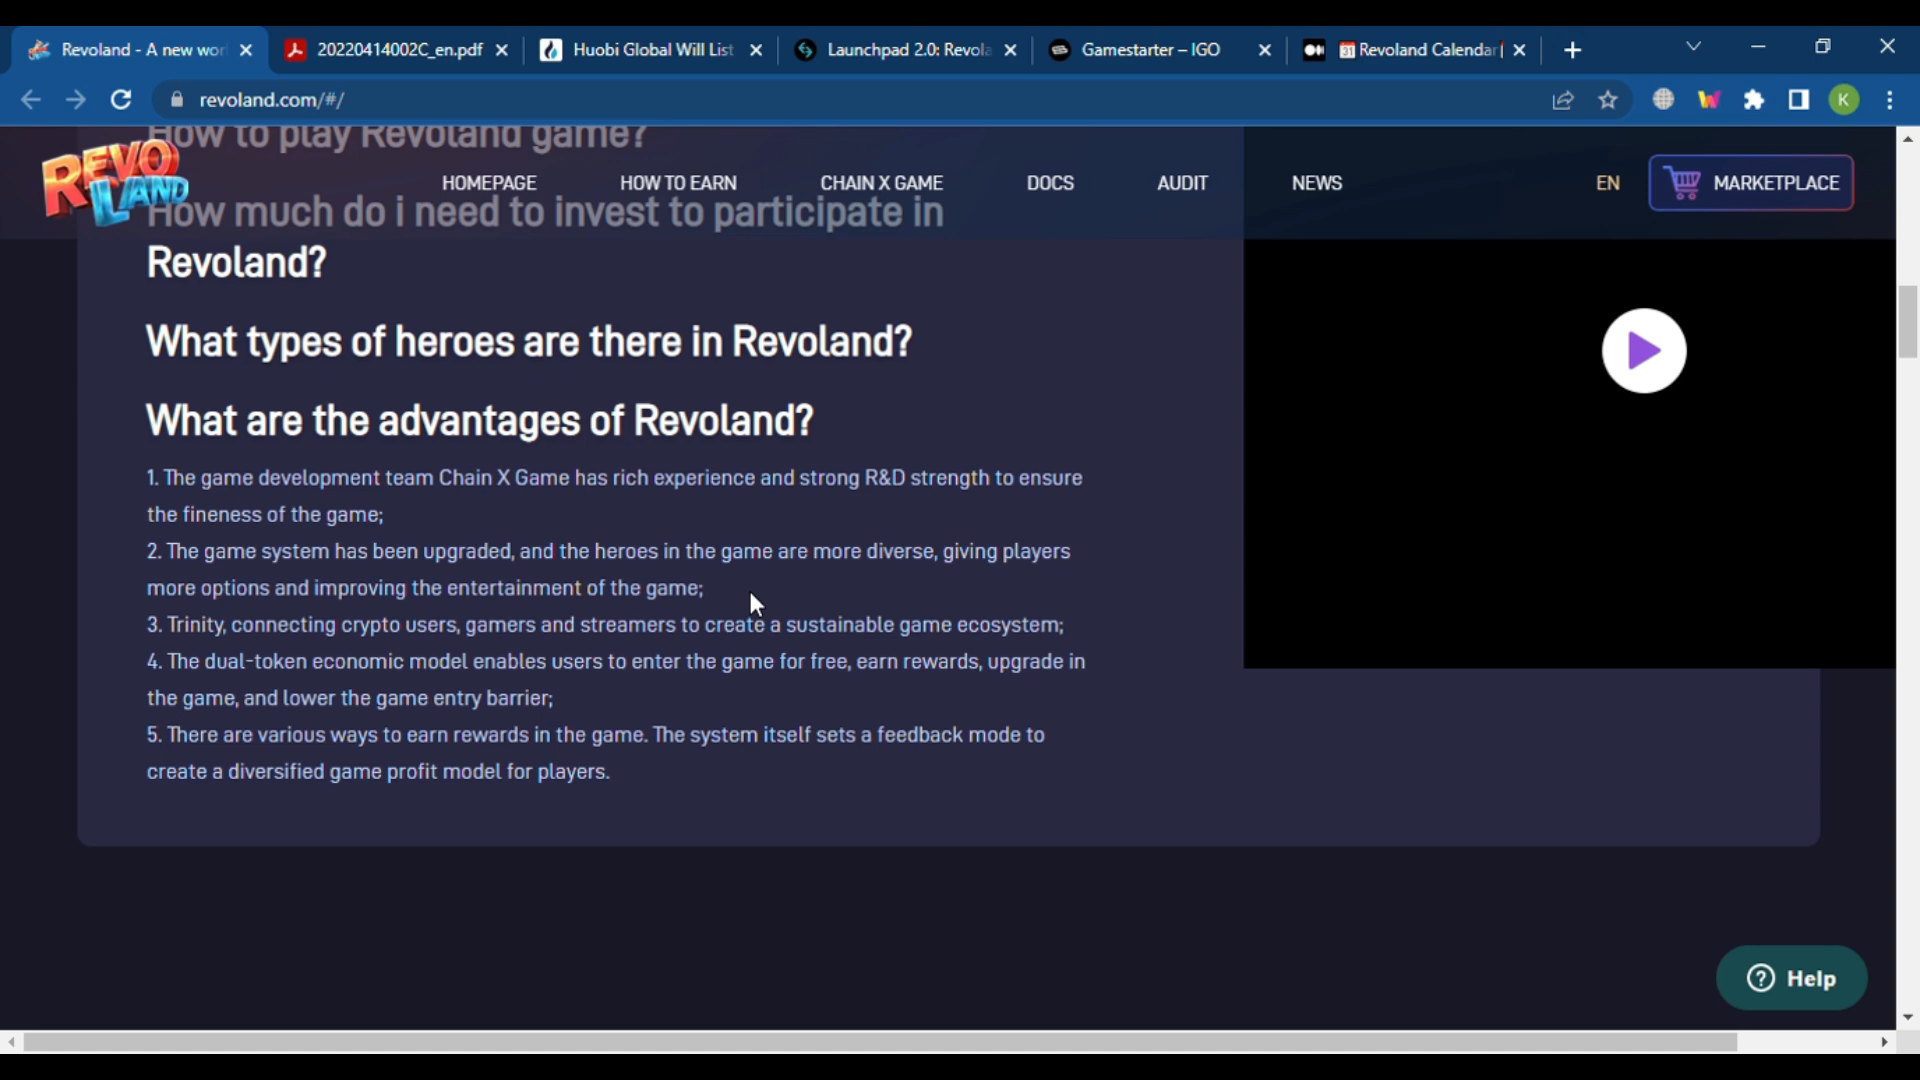 Revoland - A new wor
20220414002C_en.pdf
Huobi Global Will List
Launchpad 2.0: Revola
Gamestarter – IGO
31 Revoland Calendar
revoland.com/#/
K
How to play Revoland game?
REVO LAND
HOMEPAGE
HOW TO EARN
CHAIN X GAME
DOCS
AUDIT
NEWS
EN
MARKETPLACE
How much do i need to invest to participate in
Revoland?
What types of heroes are there in Revoland?
What are the advantages of Revoland?
1. The game development team Chain X Game has rich experience and strong R&D strength to ensure
the fineness of the game;
2. The game system has been upgraded, and the heroes in the game are more diverse, giving players
more options and improving the entertainment of the game;
3. Trinity, connecting crypto users, gamers and streamers to create a sustainable game ecosystem;
4. The dual-token economic model enables users to enter the game for free, earn rewards, upgrade in
the game, and lower the game entry barrier;
5. There are various ways to earn rewards in the game. The system itself sets a feedback mode to
create a diversified game profit model for players.
Help